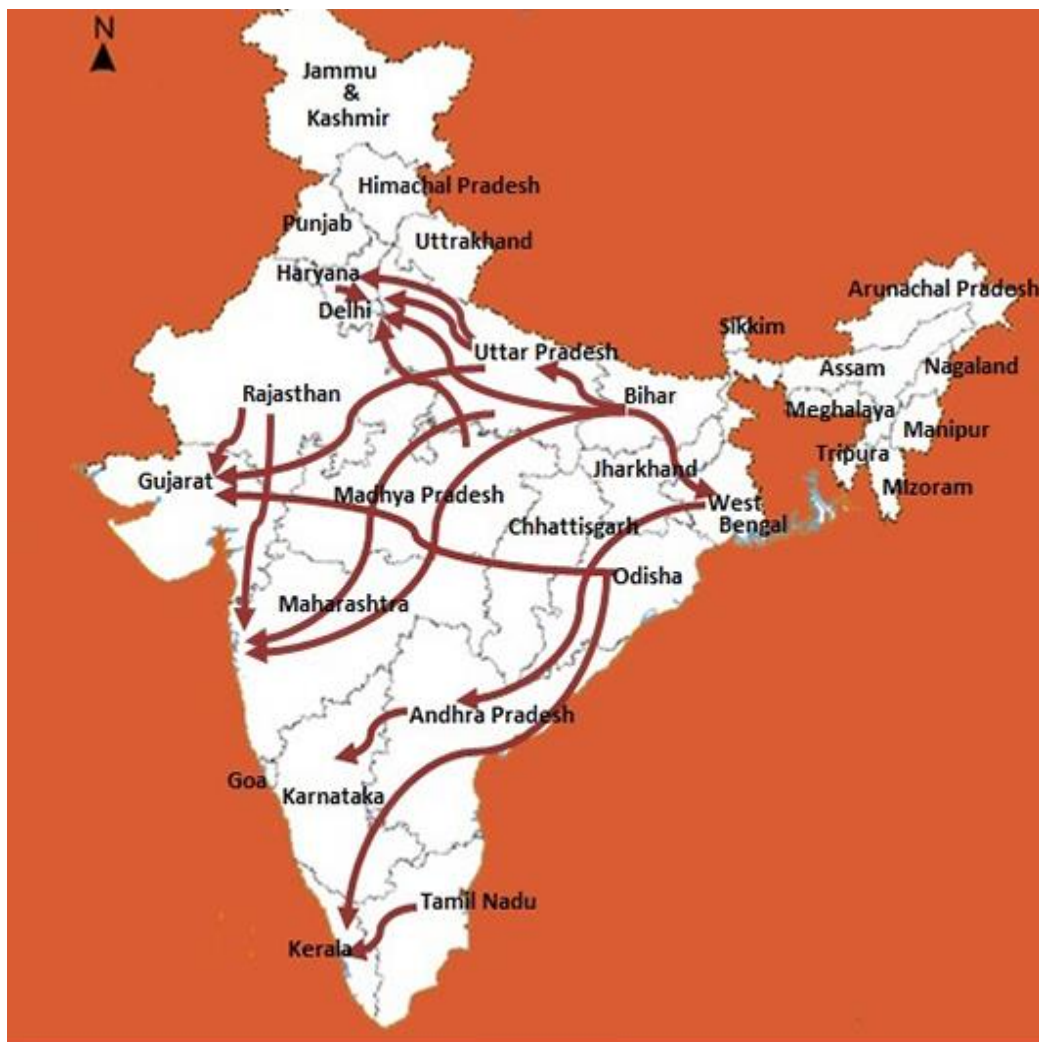 N
Jammu
&
Kashmir
Himachal Pradesh
Punjab
Uttrakhand
Haryana
Delhi
Arunachal Pradesh
Sikkim
Uttar Pradesh
Assam
Nagaland
Rajasthan
Bihar
Meghalaya
Manipur
Tripura
Jharkhand
Gujarat
Mizoram
Madhya Pradesh
West
Bengal
Chhattisgarh
Odisha
Maharashtra
Andhra Pradesh
Goa
Karnataka
Tamil Nadu
Kerala